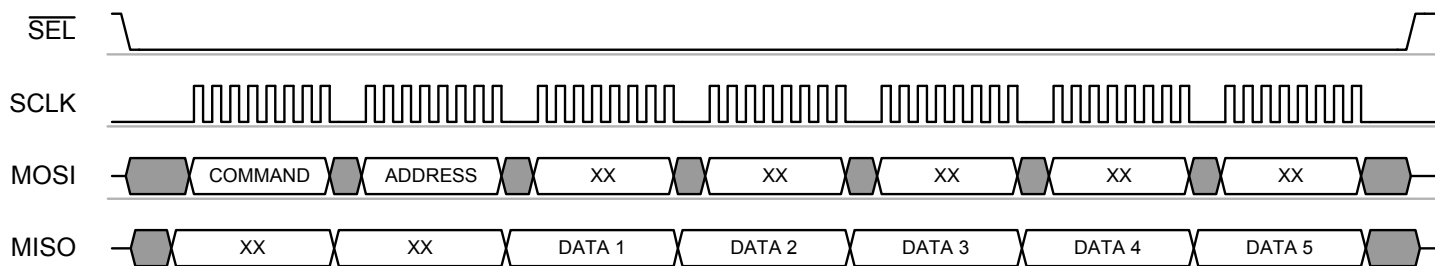 SEL
SCLK
MOSI COMMAND ADDRESS XX XX XX XX XX
MISO XX XX DATA 1 DATA 2 DATA 3 DATA 4 DATA 5